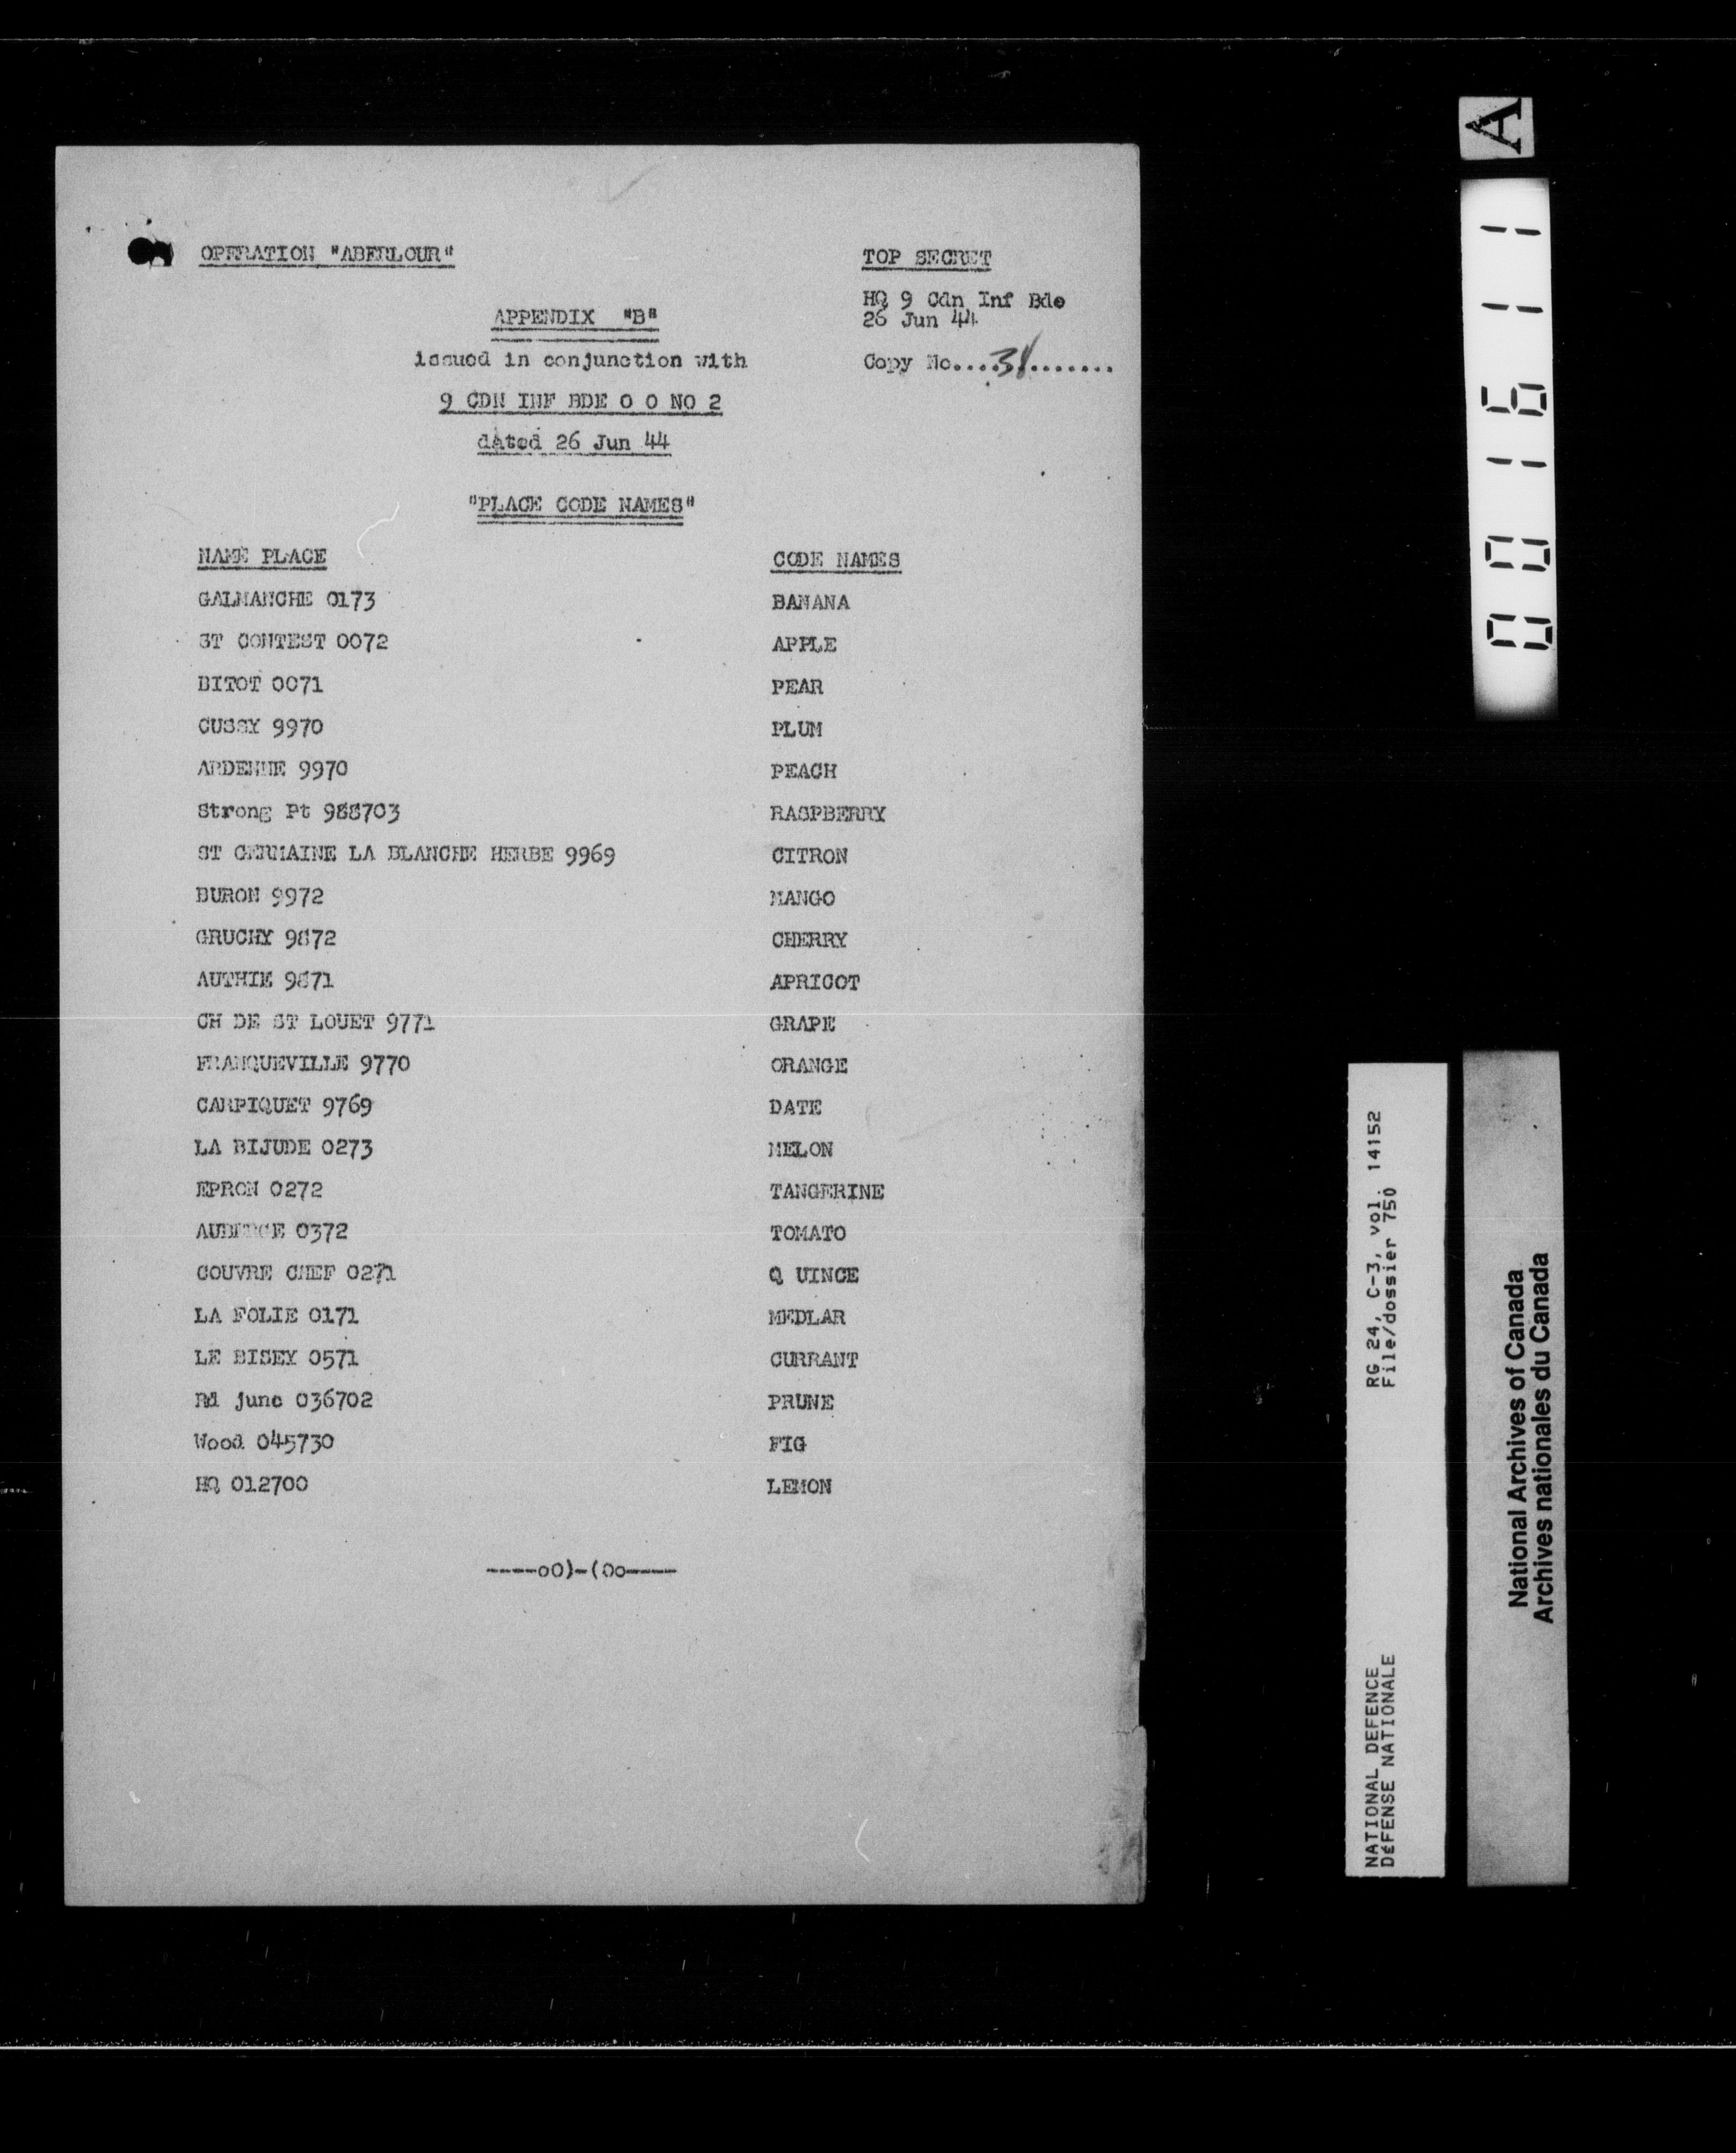 OPERATION "ABERLOUR"
TOP SECRET
HQ 9 Cdn Inf Bde
26 Jun 44
APPENDIX "B"
issued in conjunction with
Copy No............
9 CDN INF BDE O O NO 2
dated 26 Jun 44
"PLACE CODE NAMES"
NAME PLACE CODE NAMES
GALMANCHE 0173 BANANA
ST CONTEST 0072 APPLE
BITOT 0071 PEAR
CUSSY 9970 PLUM
ARDENNE 9970 PEACH
Strong Pt 988703 RASPBERRY
ST GERMAINE LA BLANCHE HERBE 9969 CITRON
BURON 9972 MANGO
GRUCHY 9872 CHERRY
AUTHIE 9871 APRICOT
CH DE ST LOUET 9771 GRAPE
FRANQUEVILLE 9770 ORANGE
CARPIQUET 9769 DATE
LA BIJUDE 0273 MELON
EPRON 0272 TANGERINE
AUBERGE 0372 TOMATO
COUVRE CHEF 0271 Q UINCE
LA FOLIE 0171 MEDLAR
LE BISEY 0571 CURRANT
Rd junc 036702 PRUNE
Wood 045730 FIG
HQ 012700 LEMON
-----oO)-(Oo-----
A
001611
RG 24, C-3, vol. 14152
File/dossier 750
NATIONAL DEFENCE
DéFENSE NATIONALE
National Archives of Canada
Archives nationales du Canada